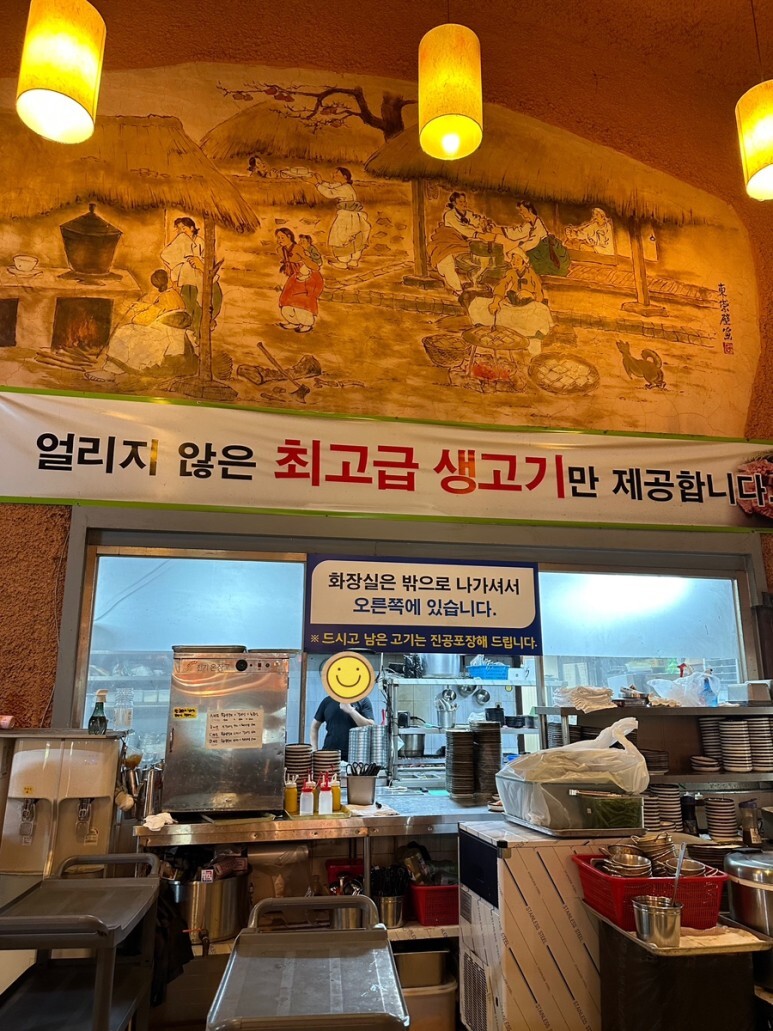 얼리지 않은 최고급 생고기만 제공합니다
화장실은 밖으로 나가셔서
오른쪽에 있습니다.
※ 드시고 남은 고기는 진공포장해 드립니다.